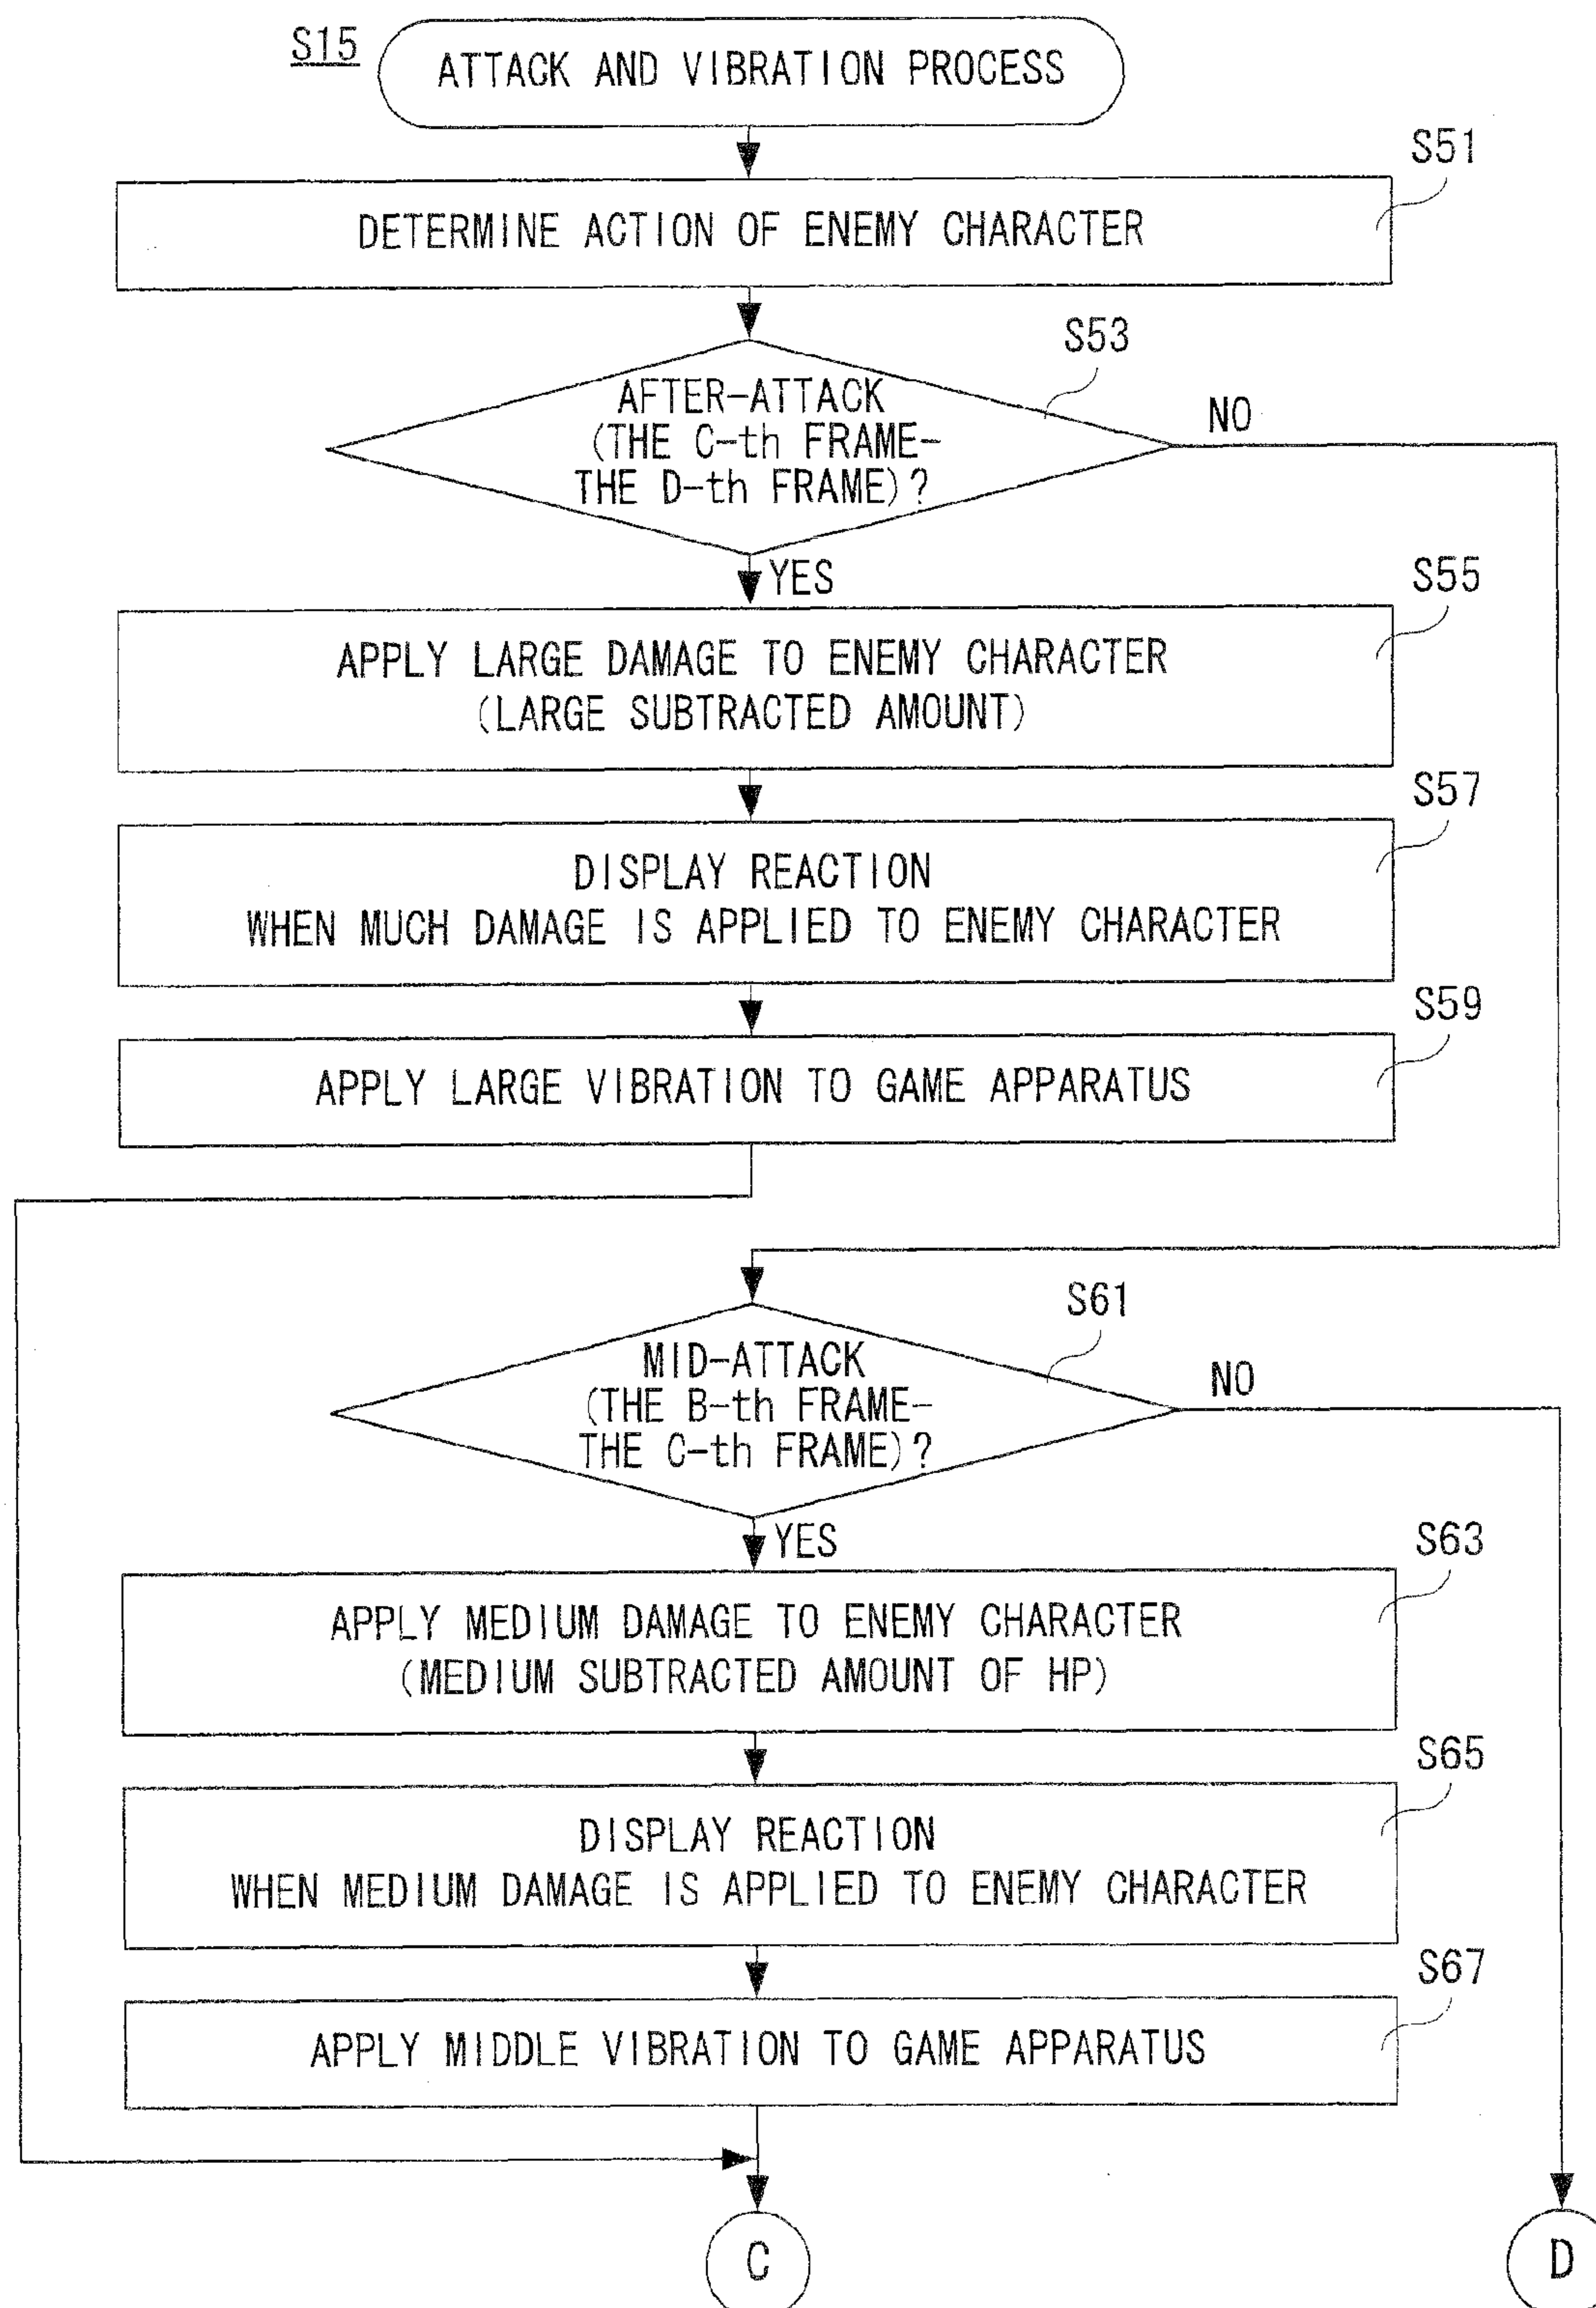 S15
ATTACK AND VIBRATION PROCESS
S51
DETERMINE ACTION OF ENEMY CHARACTER
S53
AFTER-ATTACK
(THE C-th FRAME-
THE D-th FRAME)?
NO
YES
S55
APPLY LARGE DAMAGE TO ENEMY CHARACTER
(LARGE SUBTRACTED AMOUNT)
S57
DISPLAY REACTION
WHEN MUCH DAMAGE IS APPLIED TO ENEMY CHARACTER
S59
APPLY LARGE VIBRATION TO GAME APPARATUS
S61
MID-ATTACK
(THE B-th FRAME-
THE C-th FRAME)?
NO
YES
S63
APPLY MEDIUM DAMAGE TO ENEMY CHARACTER
(MEDIUM SUBTRACTED AMOUNT OF HP)
S65
DISPLAY REACTION
WHEN MEDIUM DAMAGE IS APPLIED TO ENEMY CHARACTER
S67
APPLY MIDDLE VIBRATION TO GAME APPARATUS
C
D